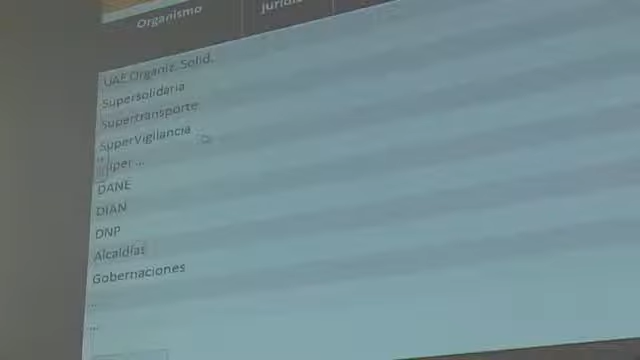 Organismo
UAE Organiz. Solid.
Supersolidaria
Supertransporte
SuperVigilancia
DANE
DIAN
DNP
Alcaldías
Gobernaciones
...
...